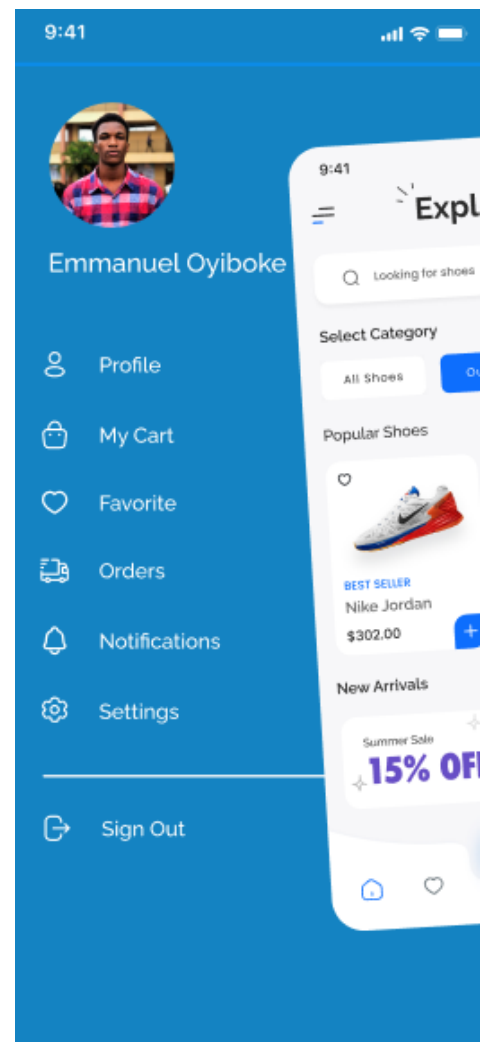 9:41
Emmanuel Oyiboke
Profile
My Cart
Favorite
Orders
Notifications
Settings
Sign Out
9:41
Expl
Looking for shoes
Select Category
All Shoes
Ou
Popular Shoes
BEST SELLER
Nike Jordan
$302.00
+
New Arrivals
Summer Sale
15% OFF